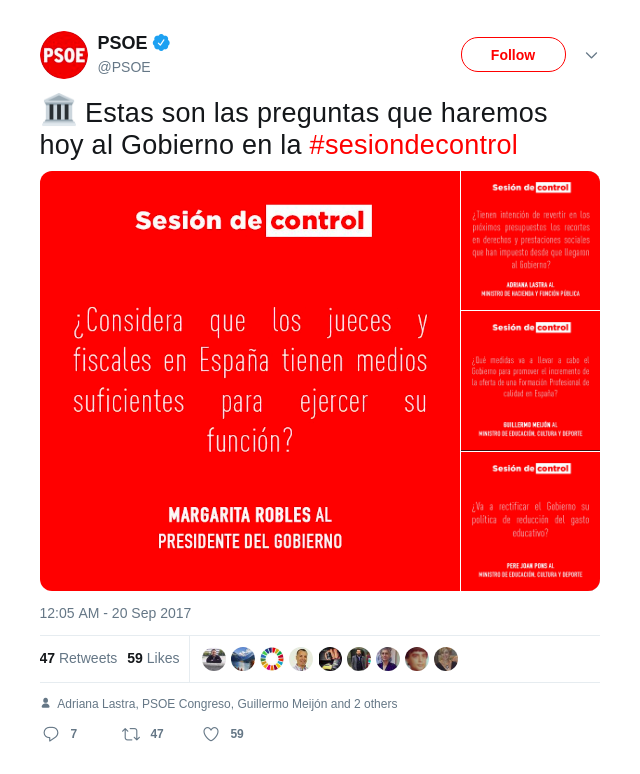 PSOE
PSOE
@PSOE
Follow
Estas son las preguntas que haremos
hoy al Gobierno en la #sesiondecontrol
Sesión de control
¿Considera que los jueces y
fiscales en España tienen medios
suficientes para ejercer su
función?
MARGARITA ROBLES AL
PRESIDENTE DEL GOBIERNO
Sesión de control
¿Tienen intención de revertir en los
próximos presupuestos los recortes
en derechos y prestaciones sociales
que han impuesto desde que llegaron
al Gobierno?
ADRIANA LASTRA AL
MINISTRO DE HACIENDA Y FUNCIÓN PÚBLICA
Sesión de control
¿Qué medidas va a llevar a cabo el
Gobierno para promover el incremento de
la oferta de una Formación Profesional de
calidad en España?
GUILLERMO MEIJÓN AL
MINISTRO DE EDUCACIÓN, CULTURA Y DEPORTE
Sesión de control
¿Va a rectificar el Gobierno su
política de reducción del gasto
educativo?
PERE JOAN PONS AL
MINISTRO DE EDUCACIÓN, CULTURA Y DEPORTE
12:05 AM - 20 Sep 2017
47 Retweets 59 Likes
Adriana Lastra, PSOE Congreso, Guillermo Meijón and 2 others
7 47 59